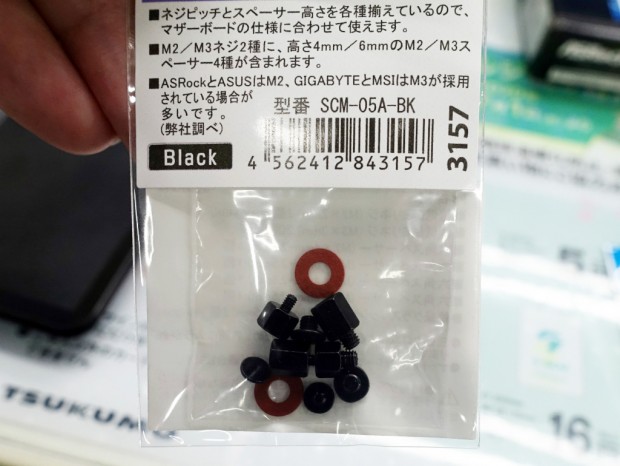 ■ネジピッチとスペーサー高さを各種揃えているので、
マザーボードの仕様に合わせて使えます。
■M2／M3ネジ2種に、高さ4mm／6mmのM2／M3ス
ペーサー4種が含まれます。
■ASRockとASUSはM2、GIGABYTEとMSIはM3が採用
されている場合が
多いです。
(弊社調べ)
型番 SCM-05A-BK
Black
4 562412 843157
3157
TSUKUMO
16